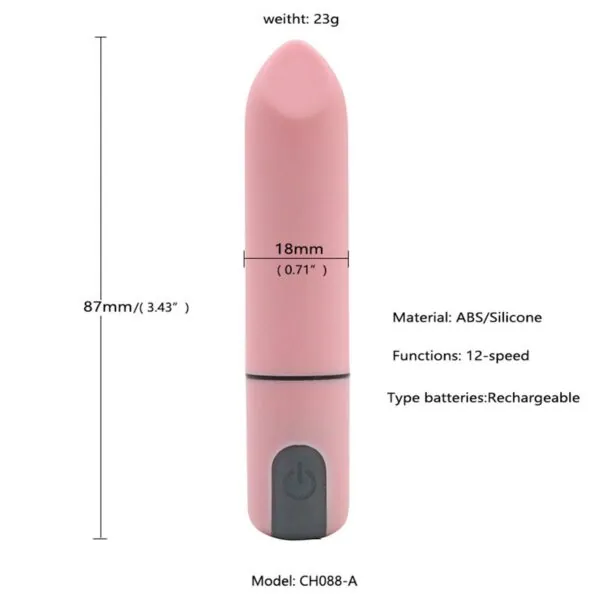 weitht: 23g
18mm
( 0.71” )
87mm/( 3.43” )
Material: ABS/Silicone
Functions: 12-speed
Type batteries:Rechargeable
Model: CH088-A